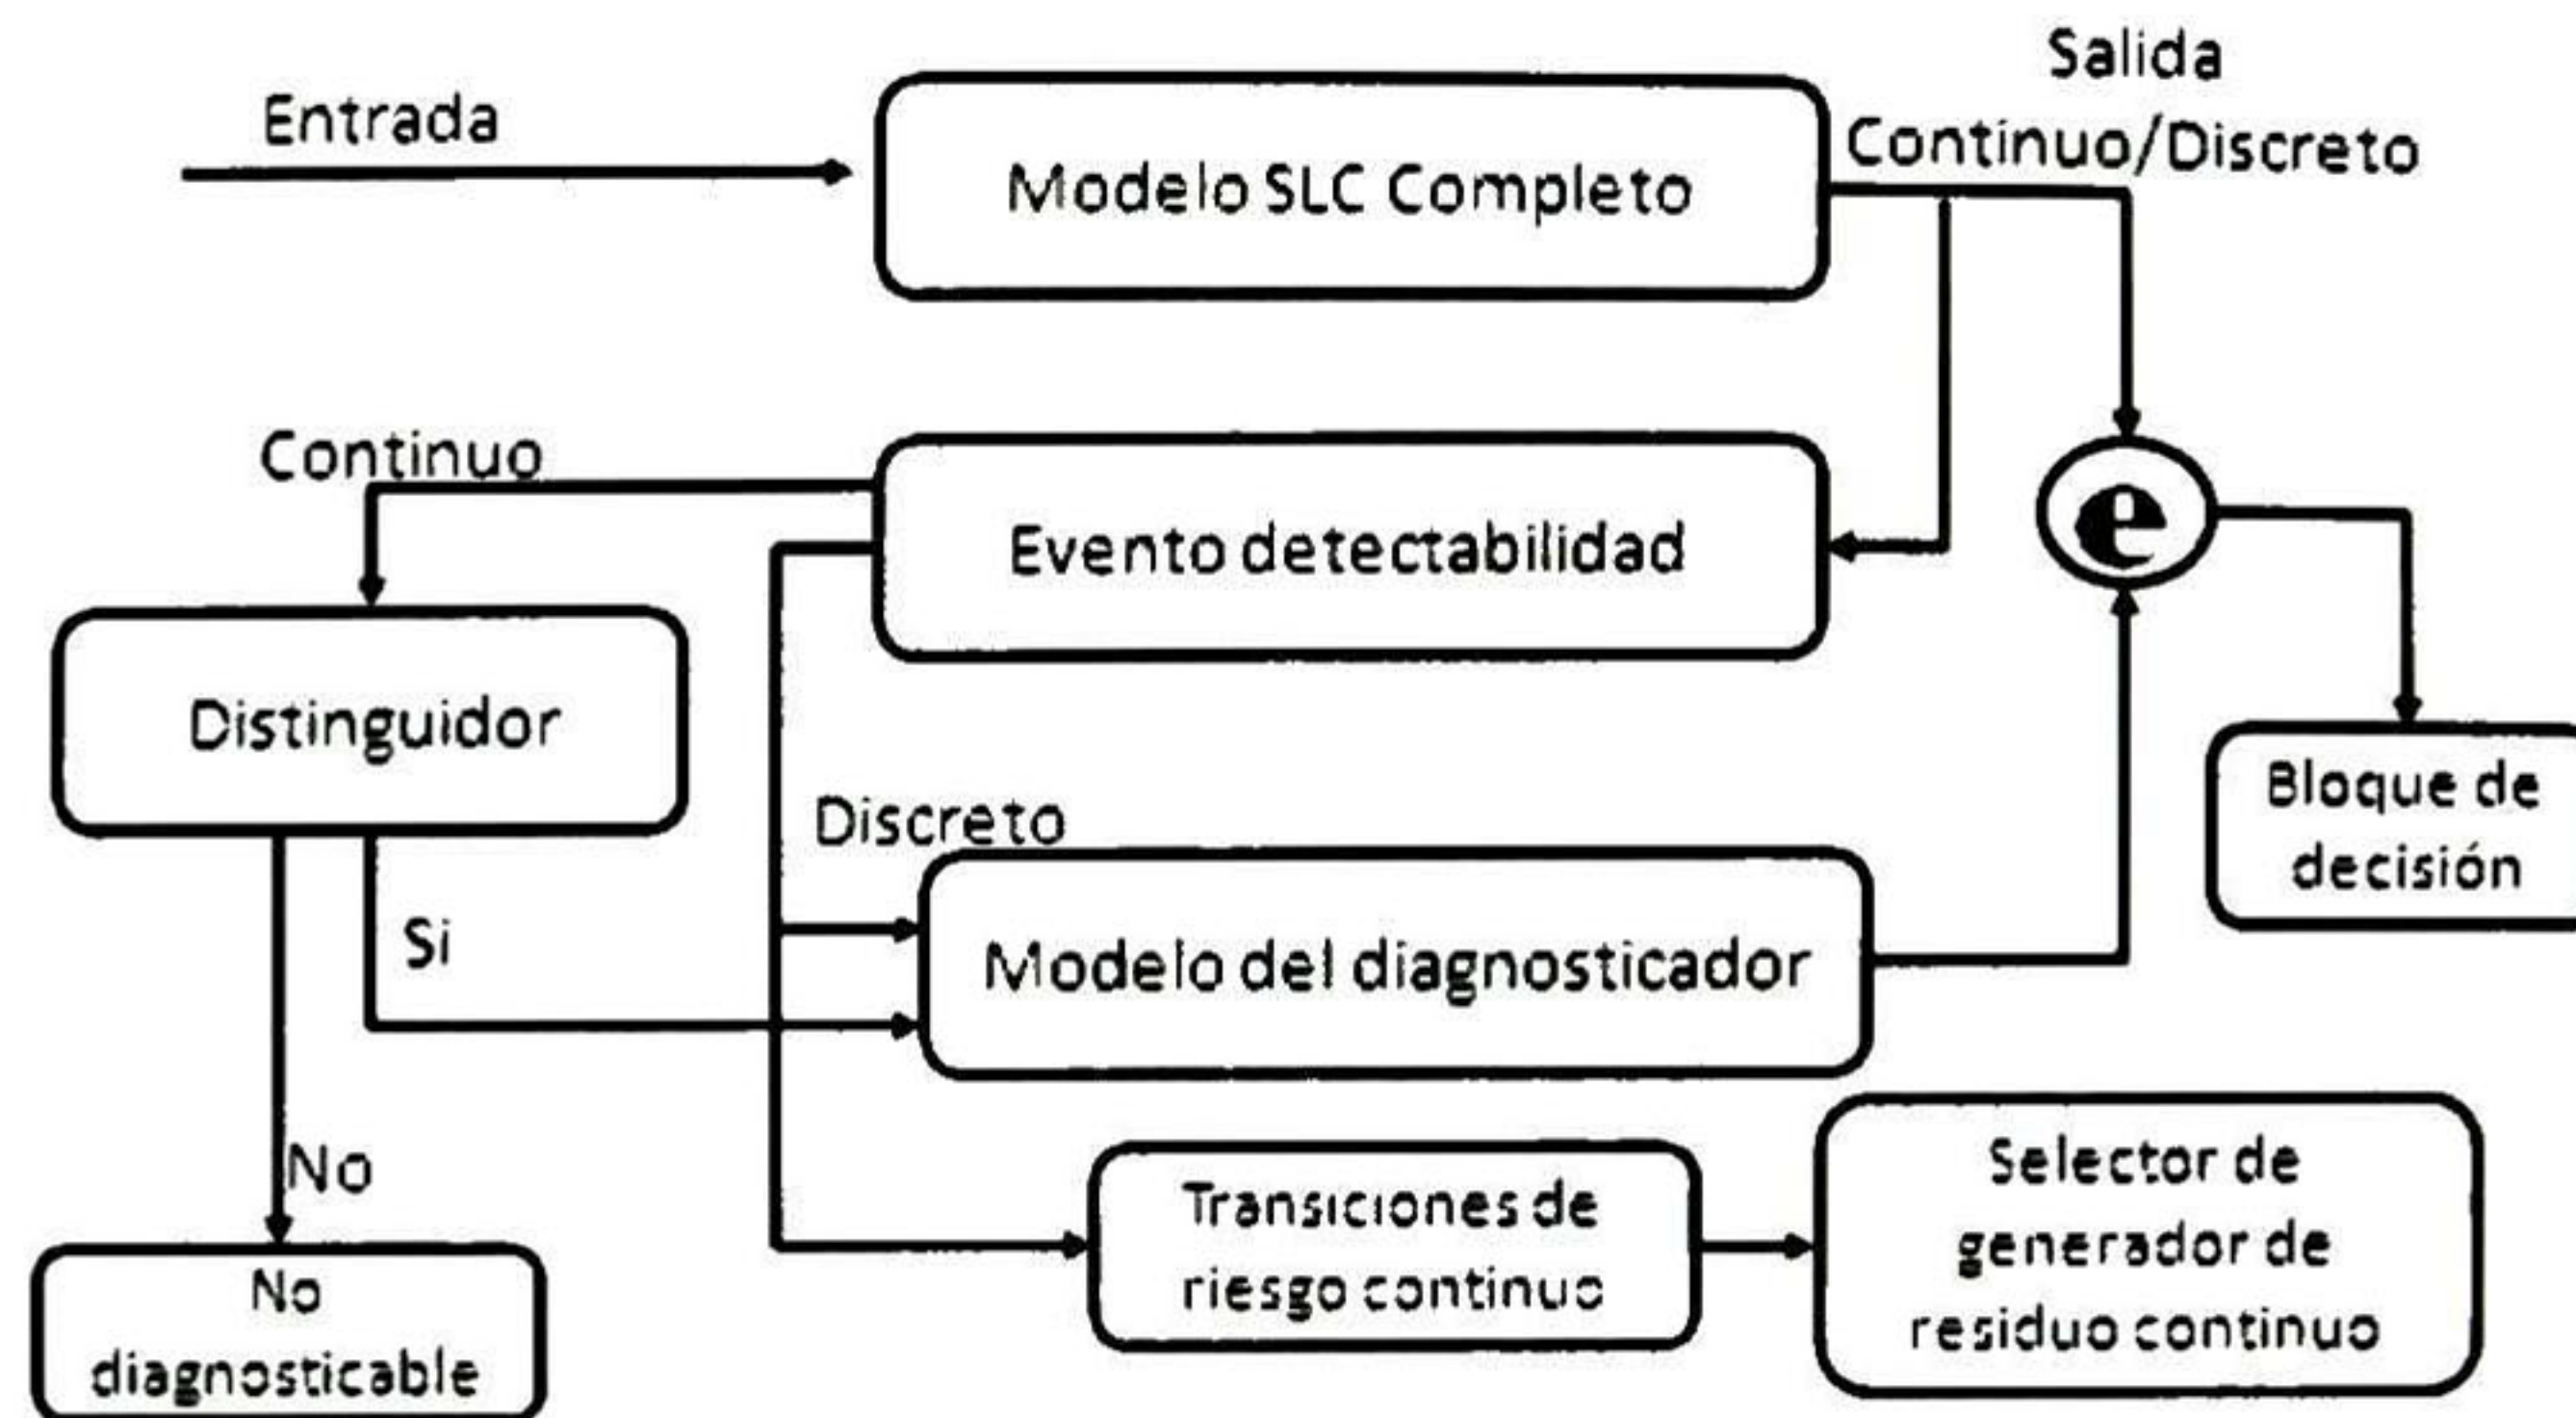 Entrada
Modelo SLC Completo
Salida
Continuo/Discreto
Continuo
Evento detectabilidad
e
Distinguidor
Bloque de
decisión
Discreto
Si
Modelo del diagnosticador
No
Transiciones de
riesgo continuo
Selector de
generador de
residuo continuo
No
diagnosticable